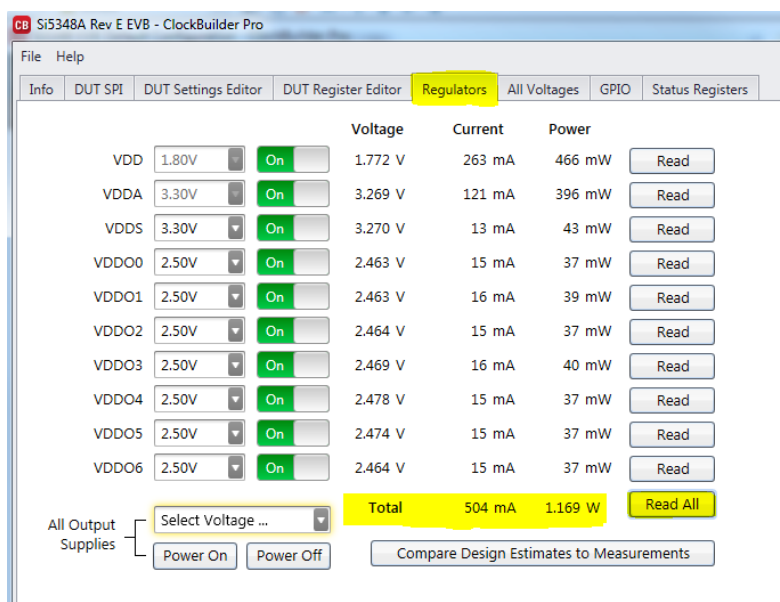 CB Si5348A Rev E EVB - ClockBuilder Pro
File Help
Info DUT SPI DUT Settings Editor DUT Register Editor Regulators All Voltages GPIO Status Registers
Voltage Current Power
VDD 1.80V On 1.772 V 263 mA 466 mW Read
VDDA 3.30V On 3.269 V 121 mA 396 mW Read
VDDS 3.30V On 3.270 V 13 mA 43 mW Read
VDDO0 2.50V On 2.463 V 15 mA 37 mW Read
VDDO1 2.50V On 2.463 V 16 mA 39 mW Read
VDDO2 2.50V On 2.464 V 15 mA 37 mW Read
VDDO3 2.50V On 2.469 V 16 mA 40 mW Read
VDDO4 2.50V On 2.478 V 15 mA 37 mW Read
VDDO5 2.50V On 2.474 V 15 mA 37 mW Read
VDDO6 2.50V On 2.464 V 15 mA 37 mW Read
Total 504 mA 1.169 W Read All
All Output Supplies Select Voltage ...
Power On Power Off Compare Design Estimates to Measurements